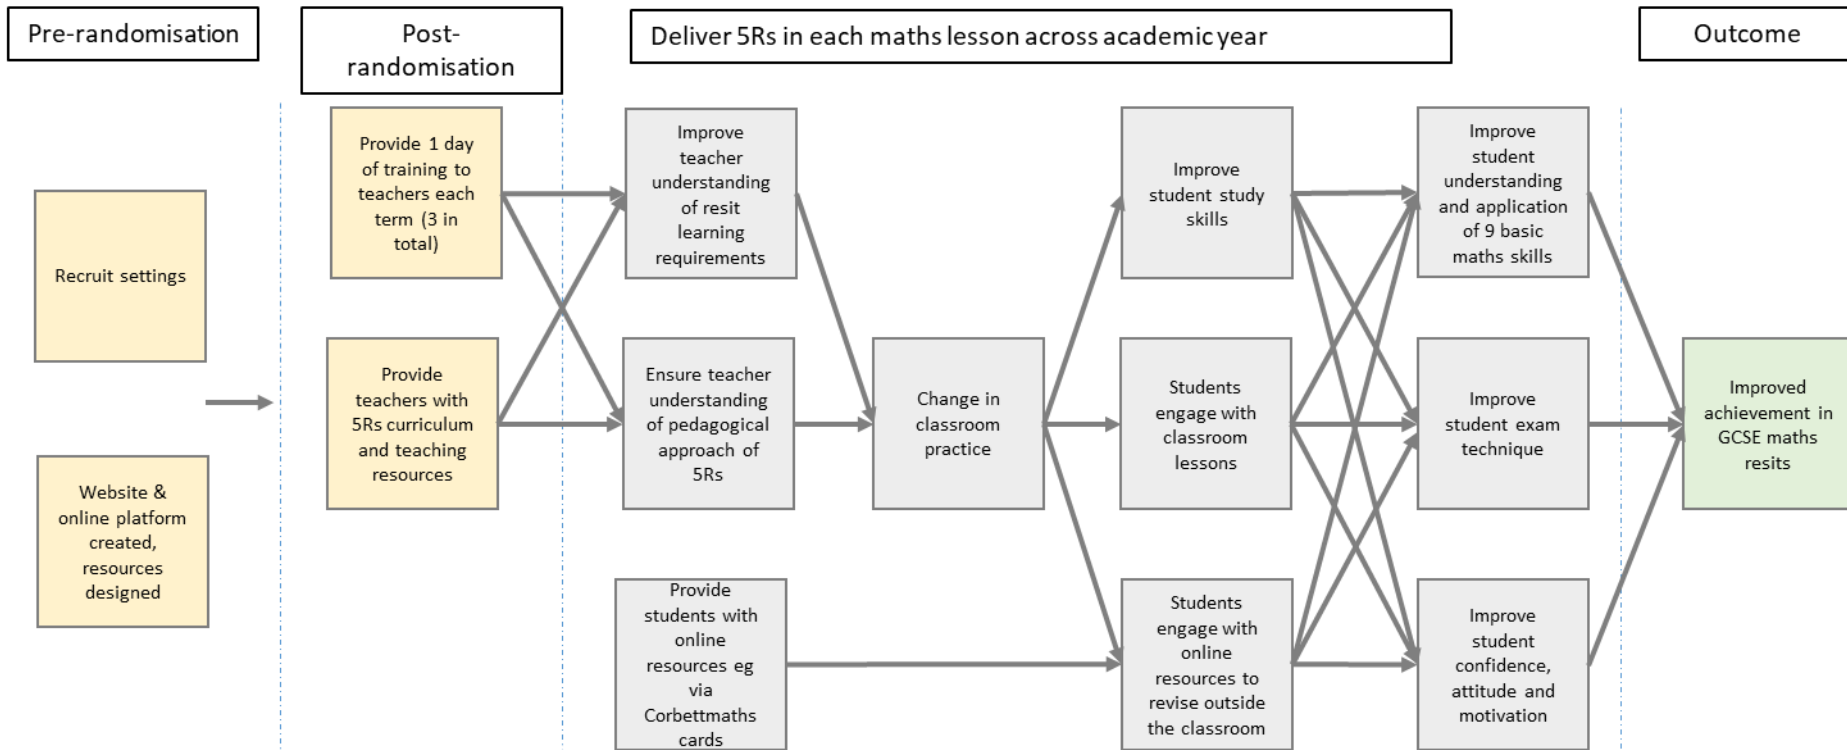 Pre-randomisation
Post-
randomisation
Deliver 5Rs in each maths lesson across academic year
Outcome
Recruit settings
Website &
online platform
created,
resources
designed
Provide 1 day
of training to
teachers each
term (3 in
total)
Provide
teachers with
5Rs curriculum
and teaching
resources
Improve
teacher
understanding
of resit
learning
requirements
Ensure teacher
understanding
of pedagogical
approach of
5Rs
Provide
students with
online
resources eg
via
Corbettmaths
cards
Change in
classroom
practice
Improve
student study
skills
Students
engage with
classroom
lessons
Students
engage with
online
resources to
revise outside
the classroom
Improve
student
understanding
and application
of 9 basic
maths skills
Improve
student exam
technique
Improve
student
confidence,
attitude and
motivation
Improved
achievement in
GCSE maths
resits